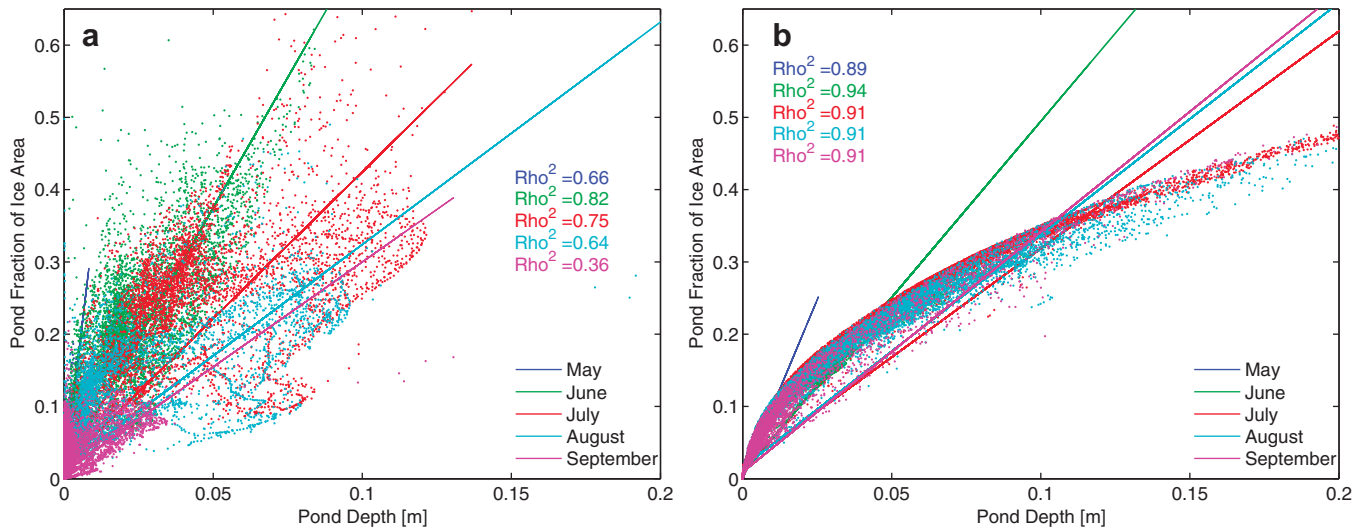 a
Pond Fraction of Ice Area
0.6
0.5
0.4
0.3
0.2
0.1
0
Rho² =0.66
Rho² =0.82
Rho² =0.75
Rho² =0.64
Rho² =0.36
May
June
July
August
September
0 0.05 0.1 0.15 0.2
Pond Depth [m]
b
Pond Fraction of Ice Area
0.6
0.5
0.4
0.3
0.2
0.1
0
Rho² =0.89
Rho² =0.94
Rho² =0.91
Rho² =0.91
Rho² =0.91
May
June
July
August
September
0 0.05 0.1 0.15 0.2
Pond Depth [m]